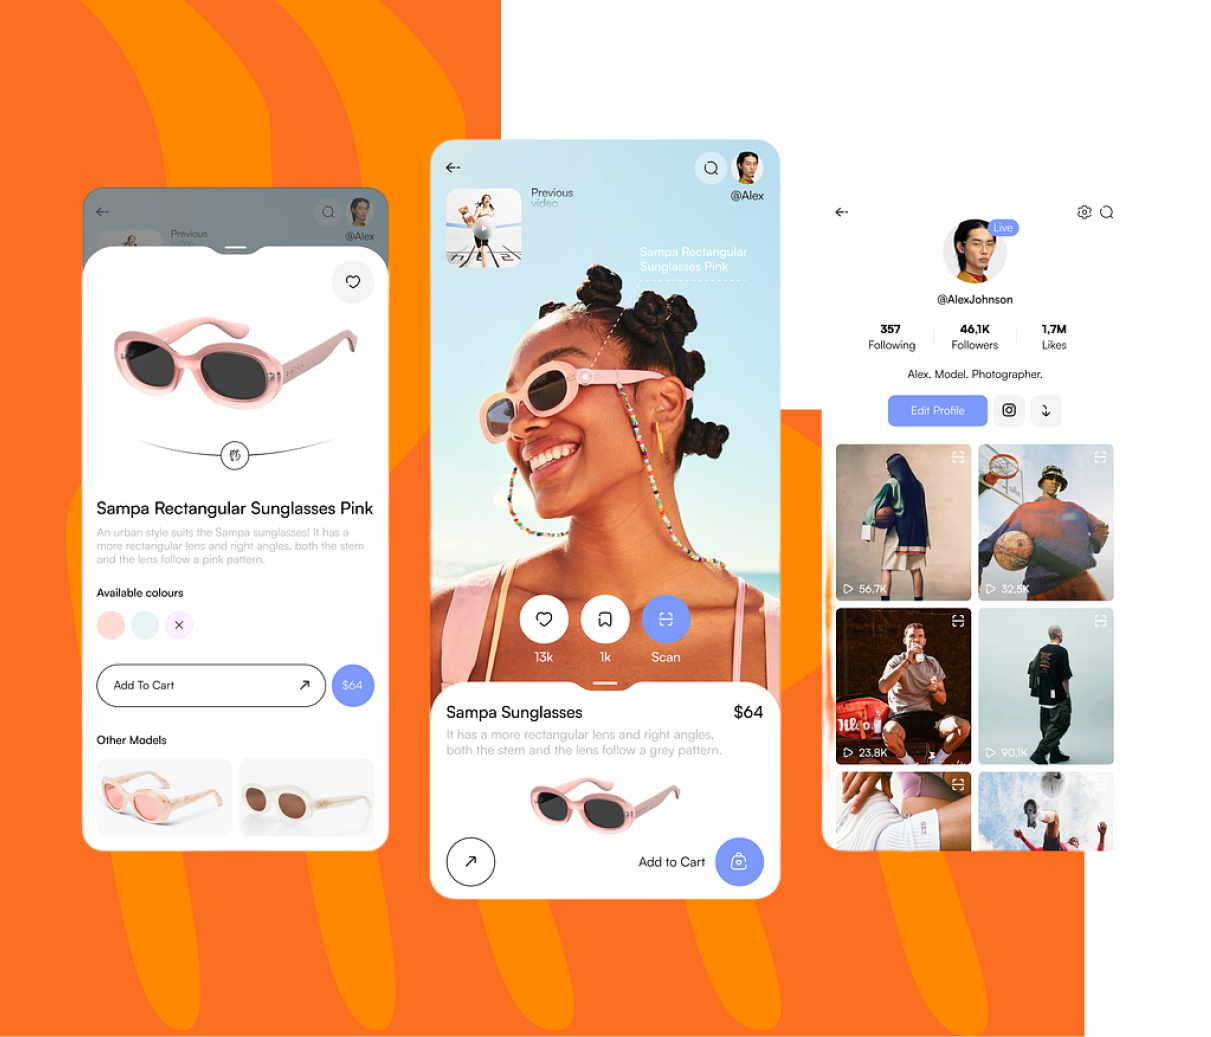 Previous
video
@Alex
Sampa Rectangular Sunglasses Pink
An urban style suits the Sampa sunglasses! It has a
more rectangular lens and right angles, both the stem
and the lens follow a pink pattern.
Available colours
Add To Cart
$64
Other Models
Previous
video
@Alex
Sampa Rectangular
Sunglasses Pink
13k
1k
Scan
Sampa Sunglasses
$64
It has a more rectangular lens and right angles,
both the stem and the lens follow a grey pattern.
Add to Cart
Live
@AlexJohnson
357
Following
46,1K
Followers
1,7M
Likes
Alex. Model. Photographer.
Edit Profile
56,7K
32,5K
Wilson
23,8K
90,1K